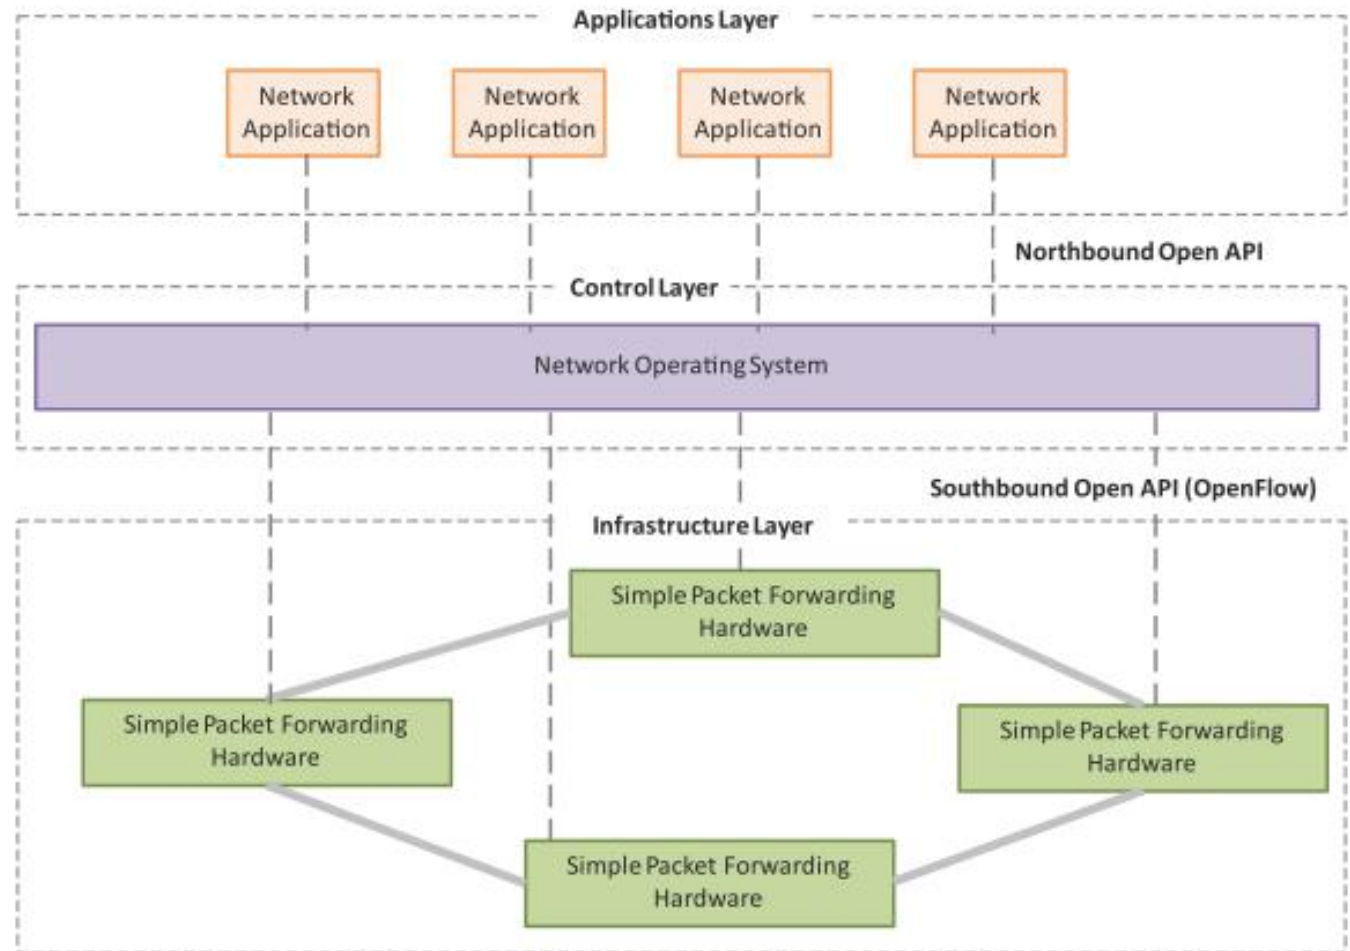 Applications Layer
Network
Application
Network
Application
Network
Application
Network
Application
Northbound Open API
Control Layer
Network Operating System
Southbound Open API (OpenFlow)
Infrastructure Layer
Simple Packet Forwarding
Hardware
Simple Packet Forwarding
Hardware
Simple Packet Forwarding
Hardware
Simple Packet Forwarding
Hardware